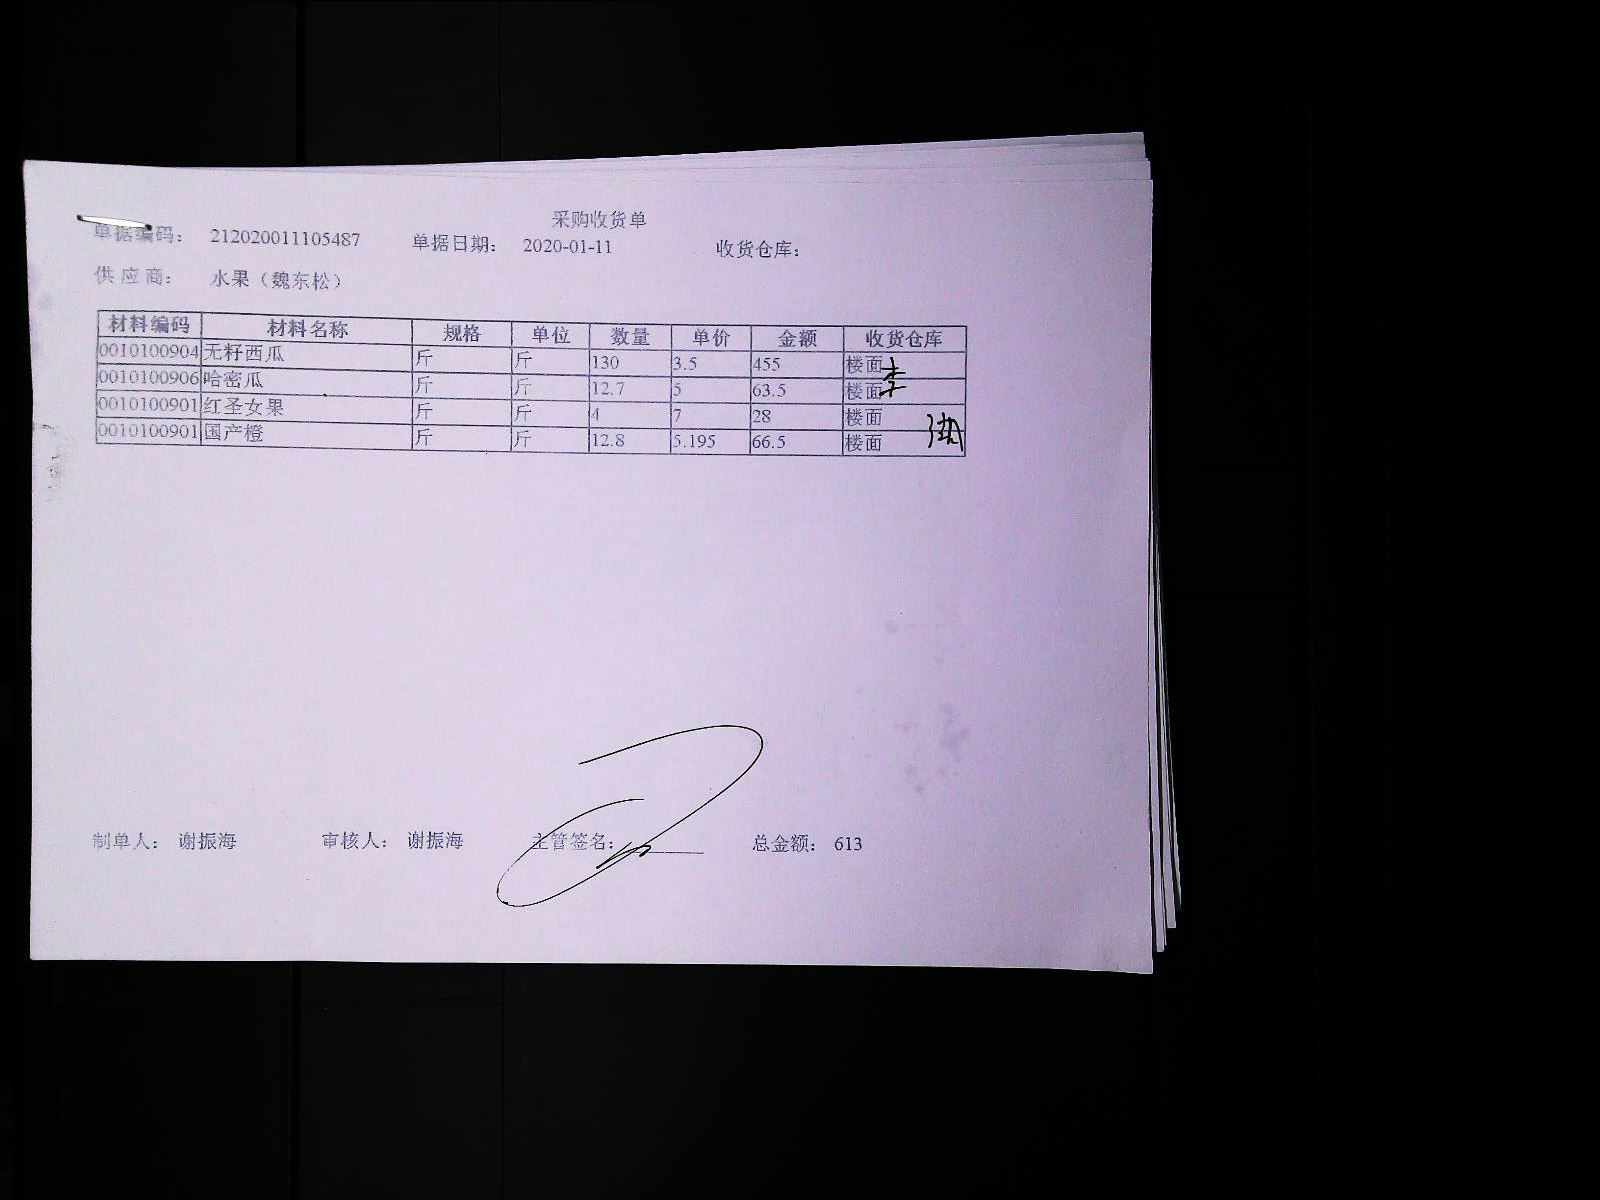 采购收货单
单据编码: 212020011105487 单据日期: 2020-01-11 收货仓库:
供 应 商: 水果（魏东松）
材料编码 材料名称 规格 单位 数量 单价 金额 收货仓库
0010100904 无籽西瓜 斤 斤 130 3.5 455 楼面
0010100906 哈密瓜 斤 斤 12.7 5 63.5 楼面
0010100901 红圣女果 斤 斤 4 7 28 楼面
0010100901 国产橙 斤 斤 12.8 5.195 66.5 楼面
制单人: 谢振海 审核人: 谢振海 主管签名: 总金额: 613